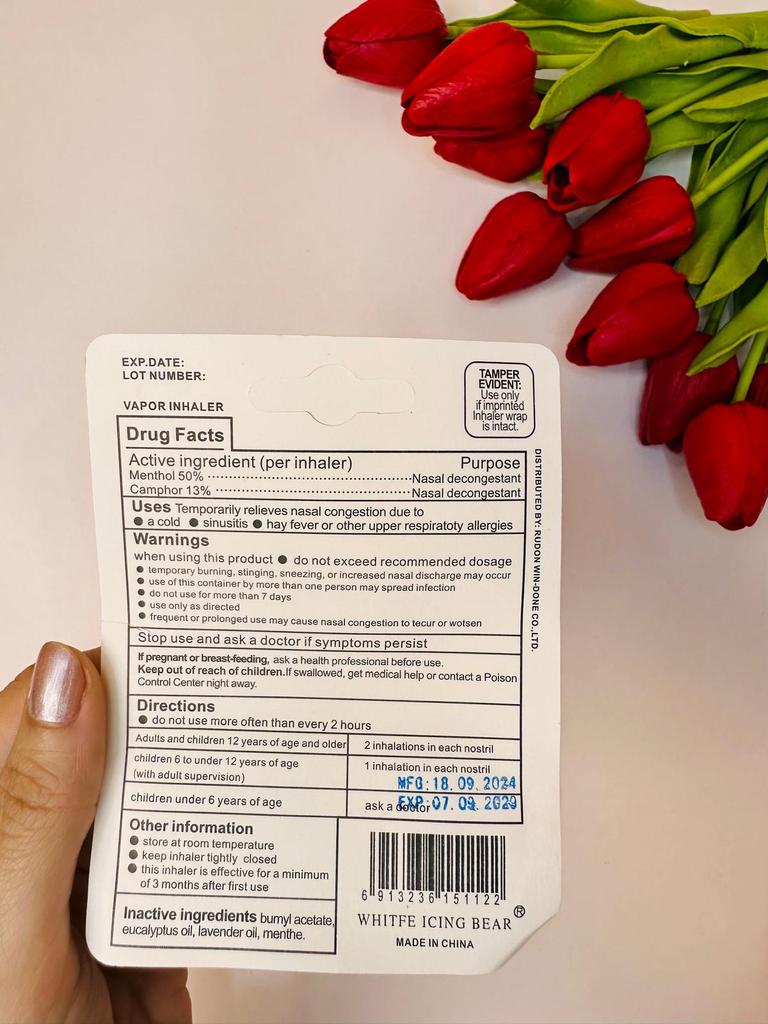 EXP.DATE:
LOT NUMBER:
TAMPER
EVIDENT:
Use only
if imprinted
Inhaler wrap
is intact.
VAPOR INHALER
Drug Facts
Active ingredient (per inhaler) Purpose
Menthol 50% Nasal decongestant
Camphor 13% Nasal decongestant
Uses Temporarily relieves nasal congestion due to
● a cold ● sinusitis ● hay fever or other upper respiratoty allergies
Warnings
when using this product ● do not exceed recommended dosage
● temporary burning, stinging, sneezing, or increased nasal discharge may occur
● use of this container by more than one person may spread infection
● do not use for more than 7 days
● use only as directed
● frequent or prolonged use may cause nasal congestion to tecur or wotsen
Stop use and ask a doctor if symptoms persist
If pregnant or breast-feeding, ask a health professional before use.
Keep out of reach of children.If swallowed, get medical help or contact a Poison
Control Center night away.
Directions
● do not use more often than every 2 hours
Adults and children 12 years of age and older 2 inhalations in each nostril
children 6 to under 12 years of age
(with adult supervision)
1 inhalation in each nostril
MFG:18.09.2024
children under 6 years of age ask a doctor
EXP:07.09.2029
Other information
● store at room temperature
● keep inhaler tightly closed
● this inhaler is effective for a minimum
of 3 months after first use
Inactive ingredients bumyl acetate,
eucalyptus oil, lavender oil, menthe.
6 913236 151122
WHITFE ICING BEAR®
MADE IN CHINA
DISTRIBUTED BY: RUDON WIN-DONE CO.,LTD.